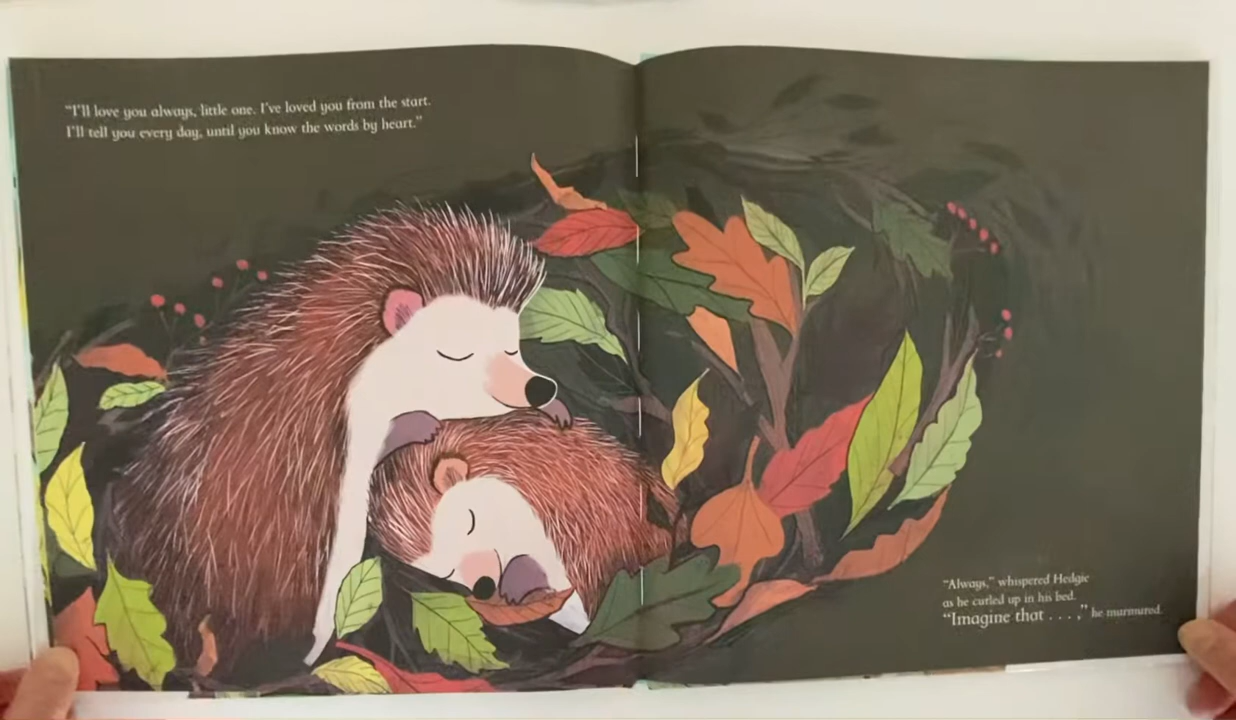 “I’ll love you always, little one. I’ve loved you from the start.
I’ll tell you every day, until you know the words by heart.”
“Always,” whispered Hedgie
as he curled up in his bed.
“Imagine that . . . ,” he murmured.